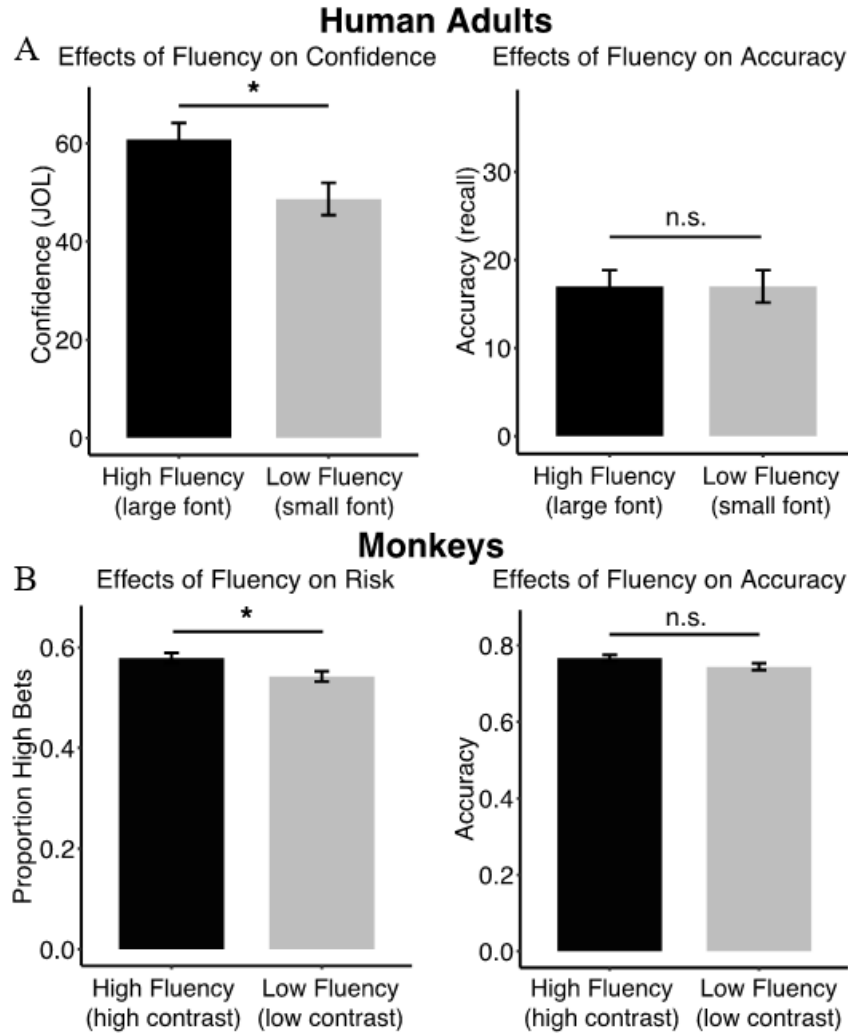 Human Adults
A
Effects of Fluency on Confidence
*
60
40
20
0
Confidence (JOL)
High Fluency
(large font)
Low Fluency
(small font)
Effects of Fluency on Accuracy
n.s.
30
20
10
0
Accuracy (recall)
High Fluency
(large font)
Low Fluency
(small font)
Monkeys
B
Effects of Fluency on Risk
*
0.6
0.4
0.2
0.0
Proportion High Bets
High Fluency
(high contrast)
Low Fluency
(low contrast)
Effects of Fluency on Accuracy
n.s.
0.8
0.6
0.4
0.2
0.0
Accuracy
High Fluency
(high contrast)
Low Fluency
(low contrast)